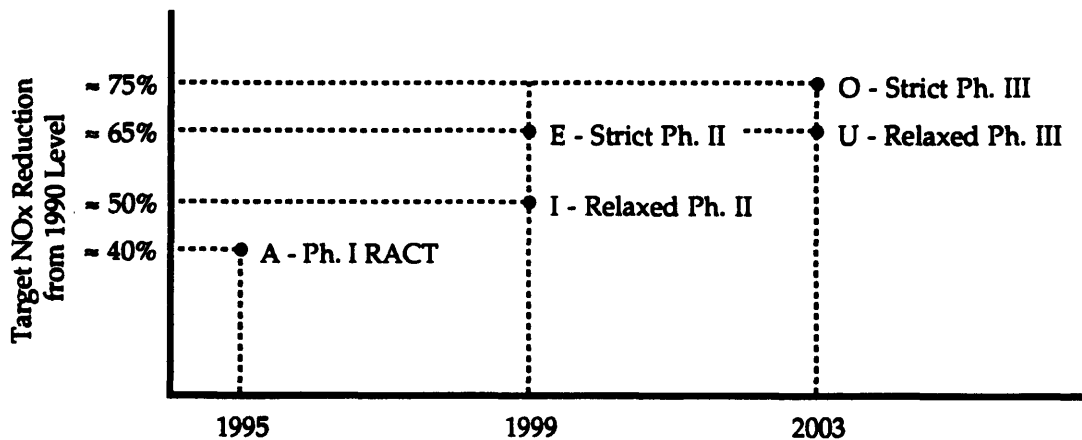 Target NOx Reduction
from 1990 Level
≈ 75%
O - Strict Ph. III
≈ 65%
E - Strict Ph. II
U - Relaxed Ph. III
≈ 50%
I - Relaxed Ph. II
≈ 40%
A - Ph. I RACT
1995
1999
2003